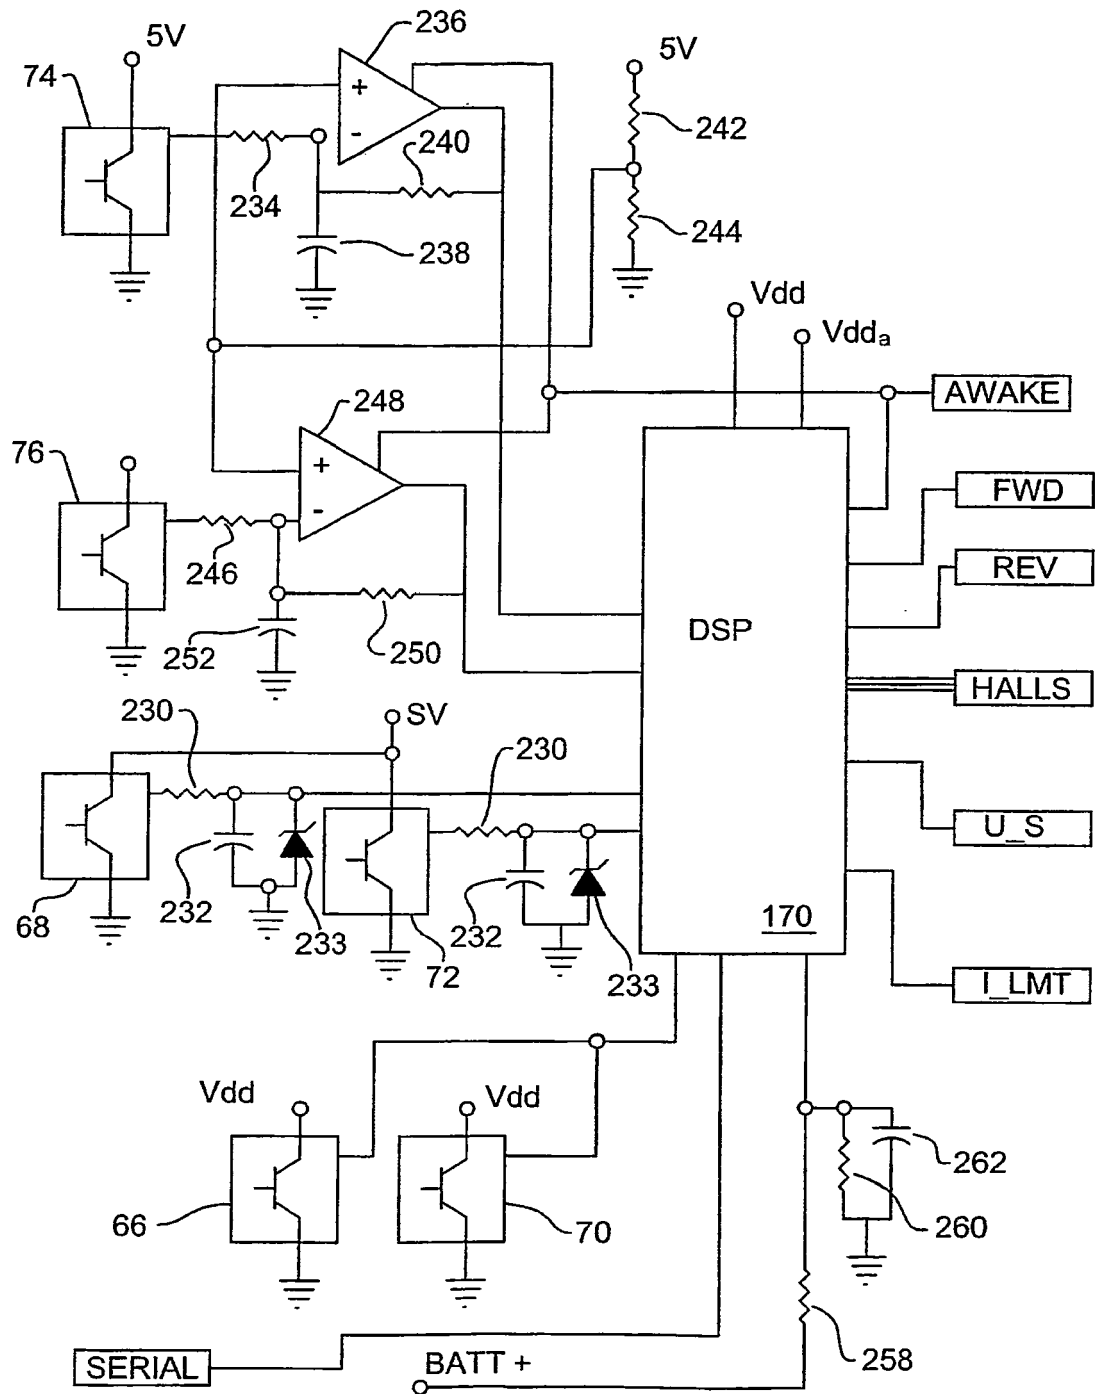 5V
236
5V
74
+
-
240
242
234
244
238
Vdd
Vddₐ
AWAKE
248
76
+
-
FWD
246
REV
DSP
252
250
HALLS
230
SV
230
U_S
68
232
233
72
232
233
170
I_LMT
Vdd
Vdd
262
66
70
260
258
SERIAL
BATT +